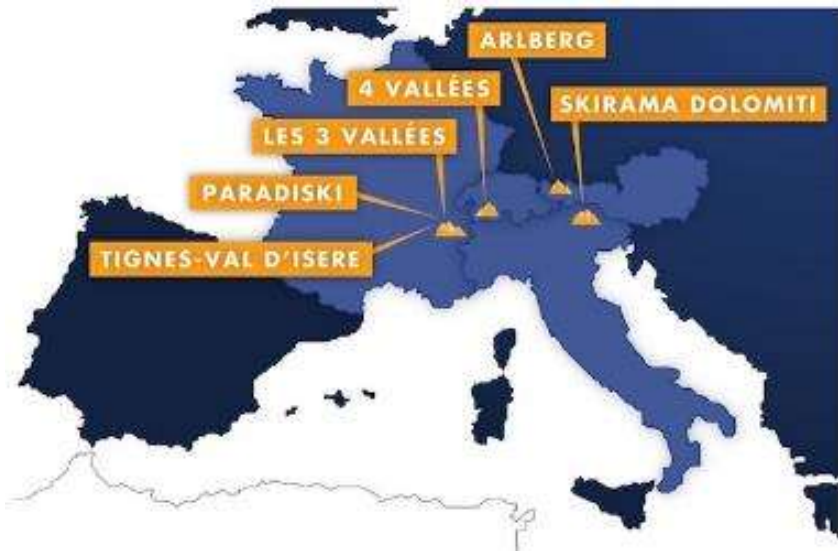 ARLBERG
4 VALLÉES
SKIRAMA DOLOMITI
LES 3 VALLÉES
PARADISKI
TIGNES-VAL D'ISERE